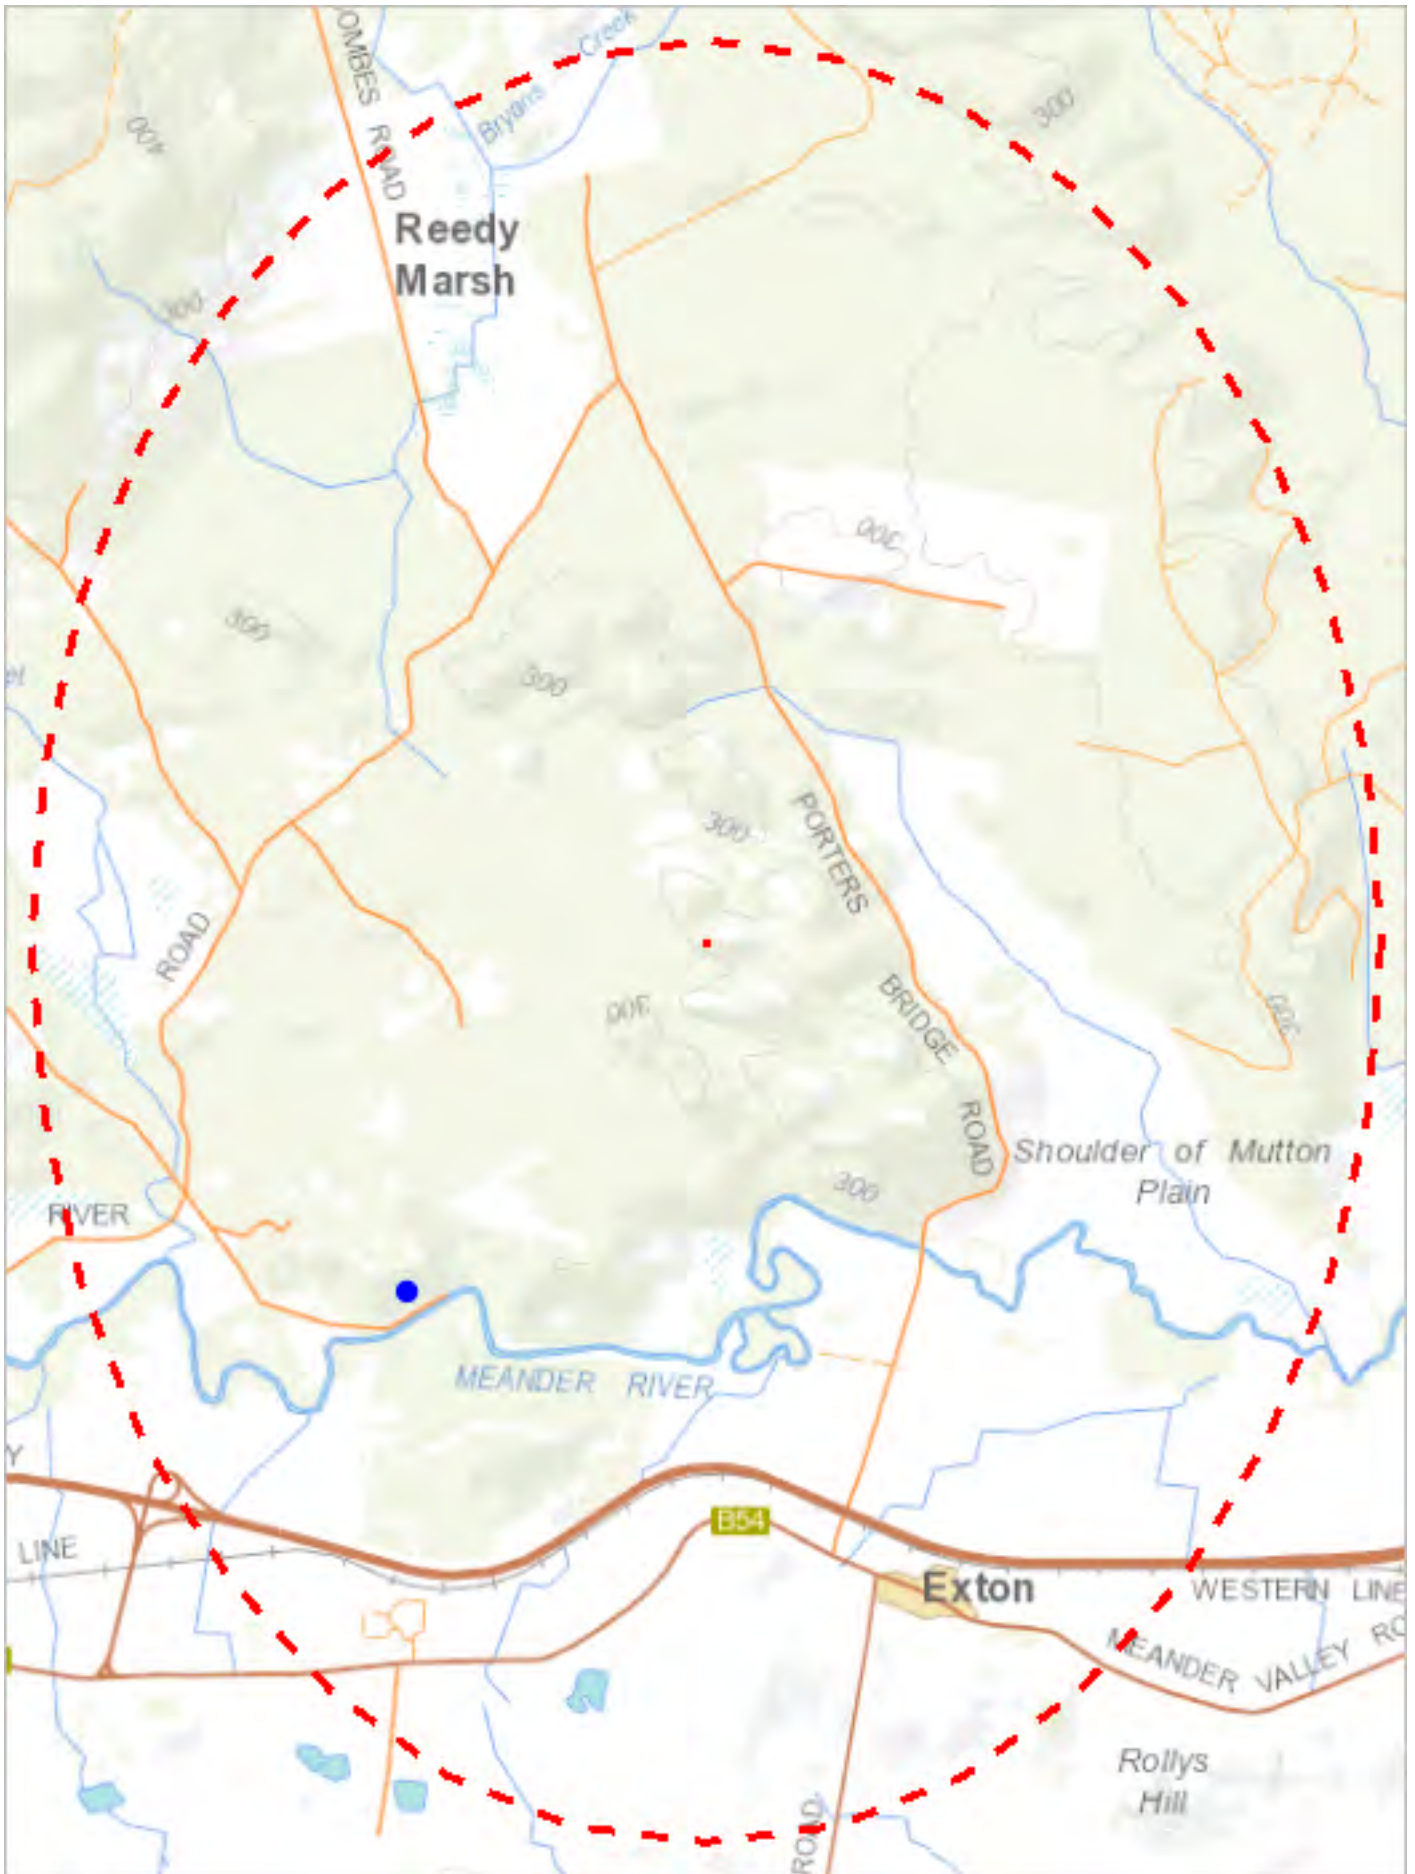 OMBES ROAD
Bryans Creek
400
300
Reedy
Marsh
300
300
300
300
300
PORTERS BRIDGE ROAD
ROAD
300
300
Shoulder of Mutton
Plain
300
RIVER
MEANDER RIVER
Y
B54
LINE
Exton
WESTERN LINE
MEANDER VALLEY RO
Rollys
Hill
ROAD